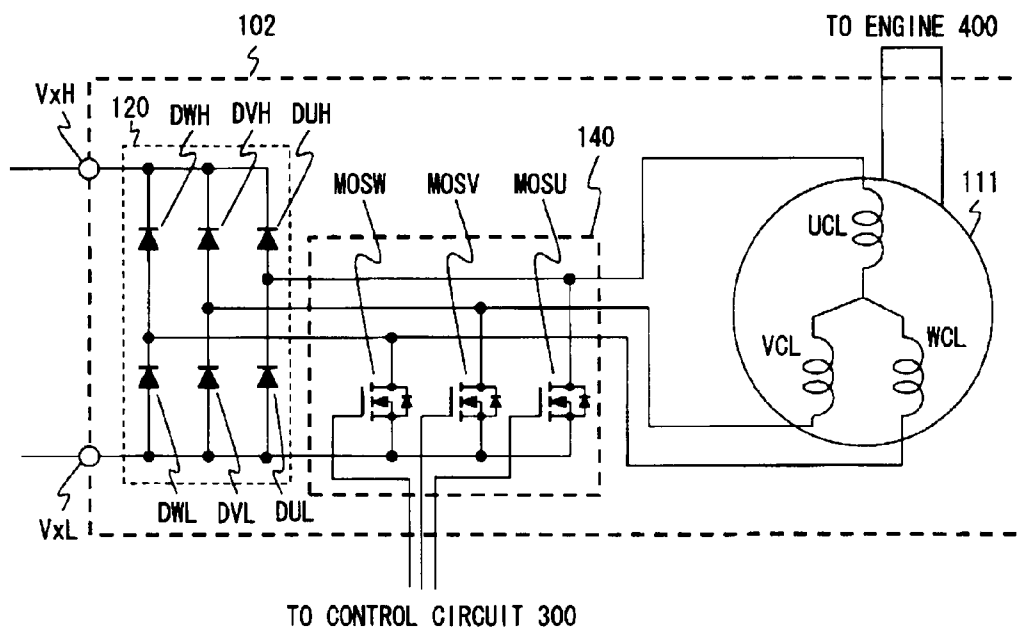 TO ENGINE 400
102
VxH
120
DWH
DVH
DUH
140
MOSW
MOSV
MOSU
111
UCL
VCL
WCL
VxL
DWL
DVL
DUL
TO CONTROL CIRCUIT 300